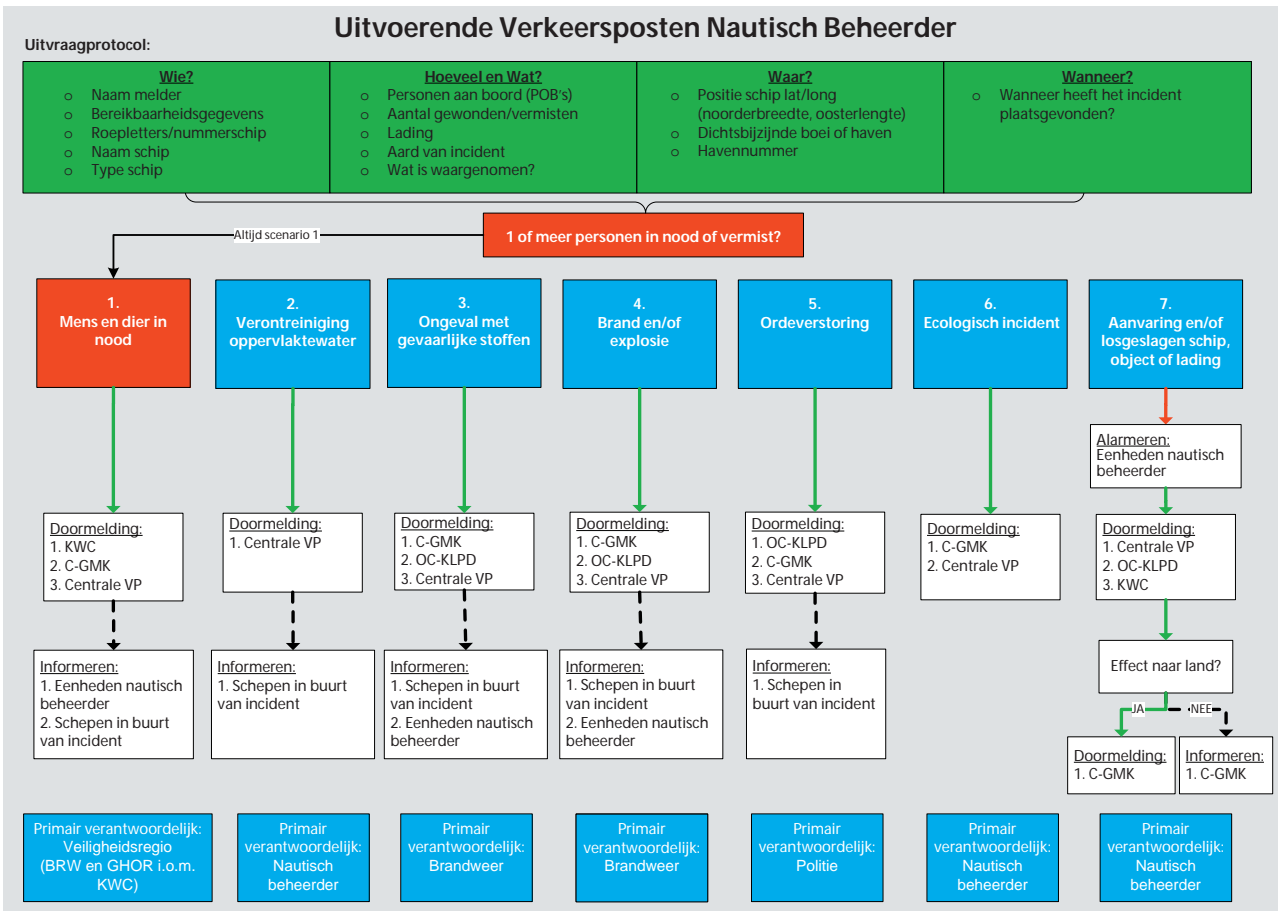 Uitvoerende Verkeersposten Nautisch Beheerder
Uitvraagprotocol:
Wie?
o Naam melder
o Bereikbaarheidsgegevens
o Roepletters/nummerschip
o Naam schip
o Type schip
Hoeveel en Wat?
o Personen aan boord (POB's)
o Aantal gewonden/vermisten
o Lading
o Aard van incident
o Wat is waargenomen?
Waar?
o Positie schip lat/long
(noorderbreedte, oosterlengte)
o Dichtsbijzijnde boei of haven
o Havennummer
Wanneer?
o Wanneer heeft het incident
plaatsgevonden?
Altijd scenario 1
1 of meer personen in nood of vermist?
1.
Mens en dier in
nood
2.
Verontreiniging
oppervlaktewater
3.
Ongeval met
gevaarlijke stoffen
4.
Brand en/of
explosie
5.
Ordeverstoring
6.
Ecologisch incident
7.
Aanvaring en/of
losgeslagen schip,
object of lading
Alarmeren:
Eenheden nautisch
beheerder
Doormelding:
1. KWC
2. C-GMK
3. Centrale VP
Doormelding:
1. Centrale VP
Doormelding:
1. C-GMK
2. OC-KLPD
3. Centrale VP
Doormelding:
1. C-GMK
2. OC-KLPD
3. Centrale VP
Doormelding:
1. OC-KLPD
2. C-GMK
3. Centrale VP
Doormelding:
1. C-GMK
2. Centrale VP
Doormelding:
1. Centrale VP
2. OC-KLPD
3. KWC
Informeren:
1. Eenheden nautisch
beheerder
2. Schepen in buurt
van incident
Informeren:
1. Schepen in buurt
van incident
Informeren:
1. Schepen in buurt
van incident
2. Eenheden nautisch
beheerder
Informeren:
1. Schepen in buurt
van incident
2. Eenheden nautisch
beheerder
Informeren:
1. Schepen in
buurt van incident
Effect naar land?
JA
NEE
Doormelding:
1. C-GMK
Informeren:
1. C-GMK
Primair verantwoordelijk:
Veiligheidsregio
(BRW en GHOR i.o.m.
KWC)
Primair
verantwoordelijk:
Nautisch
beheerder
Primair
verantwoordelijk:
Brandweer
Primair
verantwoordelijk:
Brandweer
Primair
verantwoordelijk:
Politie
Primair
verantwoordelijk:
Nautisch
beheerder
Primair
verantwoordelijk:
Nautisch
beheerder